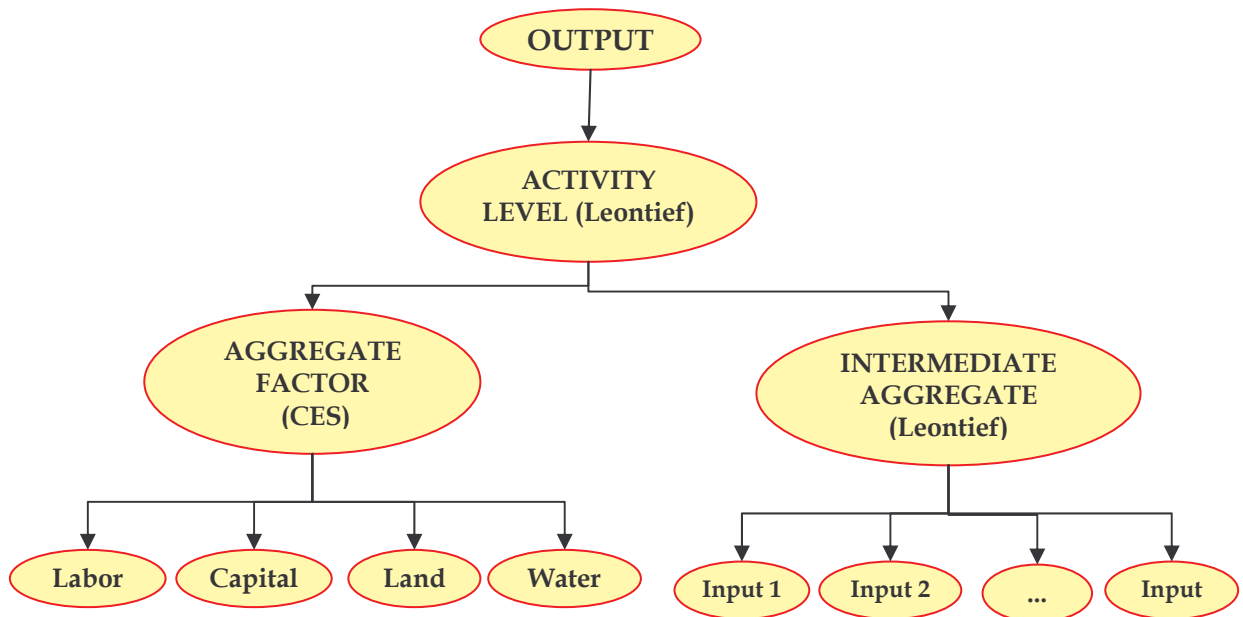 OUTPUT
ACTIVITY
LEVEL (Leontief)
AGGREGATE
FACTOR
(CES)
INTERMEDIATE
AGGREGATE
(Leontief)
Labor
Capital
Land
Water
Input 1
Input 2
...
Input